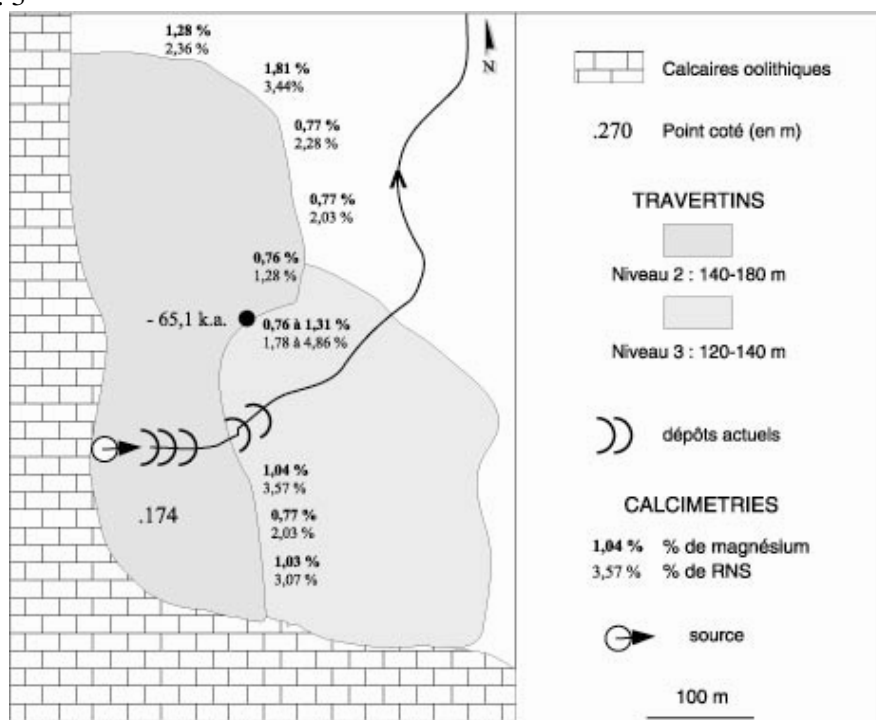 1,28 %
2,36 %
1,81 %
3,44%
0,77 %
2,28 %
0,77 %
2,03 %
0,76 %
1,28 %
- 65,1 k.a.
0,76 à 1,31 %
1,78 à 4,86 %
1,04 %
3,57 %
.174
0,77 %
2,03 %
1,03 %
3,07 %
N
Calcaires oolithiques
.270 Point coté (en m)
TRAVERTINS
Niveau 2 : 140-180 m
Niveau 3 : 120-140 m
dépôts actuels
CALCIMETRIES
1,04 % % de magnésium
3,57 % % de RNS
source
100 m